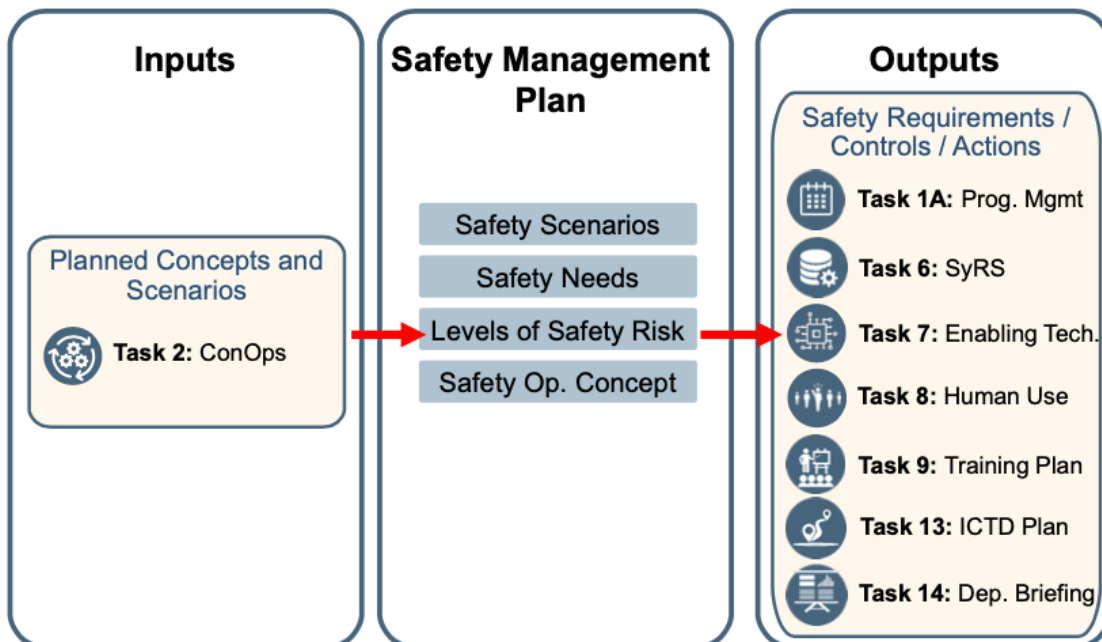 Inputs
Planned Concepts and
Scenarios
Task 2: ConOps
Safety Management
Plan
Safety Scenarios
Safety Needs
Levels of Safety Risk
Safety Op. Concept
Outputs
Safety Requirements /
Controls / Actions
Task 1A: Prog. Mgmt
Task 6: SyRS
Task 7: Enabling Tech.
Task 8: Human Use
Task 9: Training Plan
Task 13: ICTD Plan
Task 14: Dep. Briefing